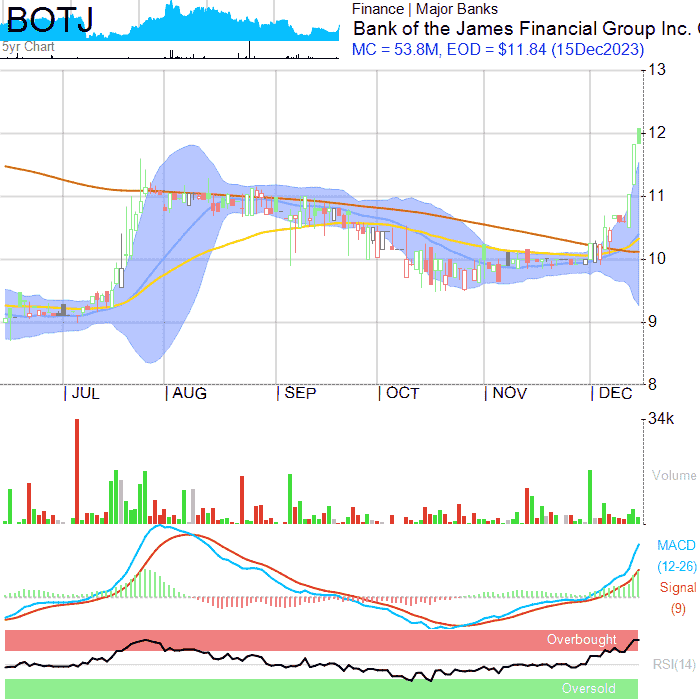 BOTJ
5yr Chart
Finance | Major Banks
Bank of the James Financial Group Inc. (
MC = 53.8M, EOD = $11.84 (15Dec2023)
13
12
11
10
9
8
JUL AUG SEP OCT NOV DEC
34k
Volume
MACD
(12-26)
Signal
(9)
Overbought
RSI(14)
Oversold